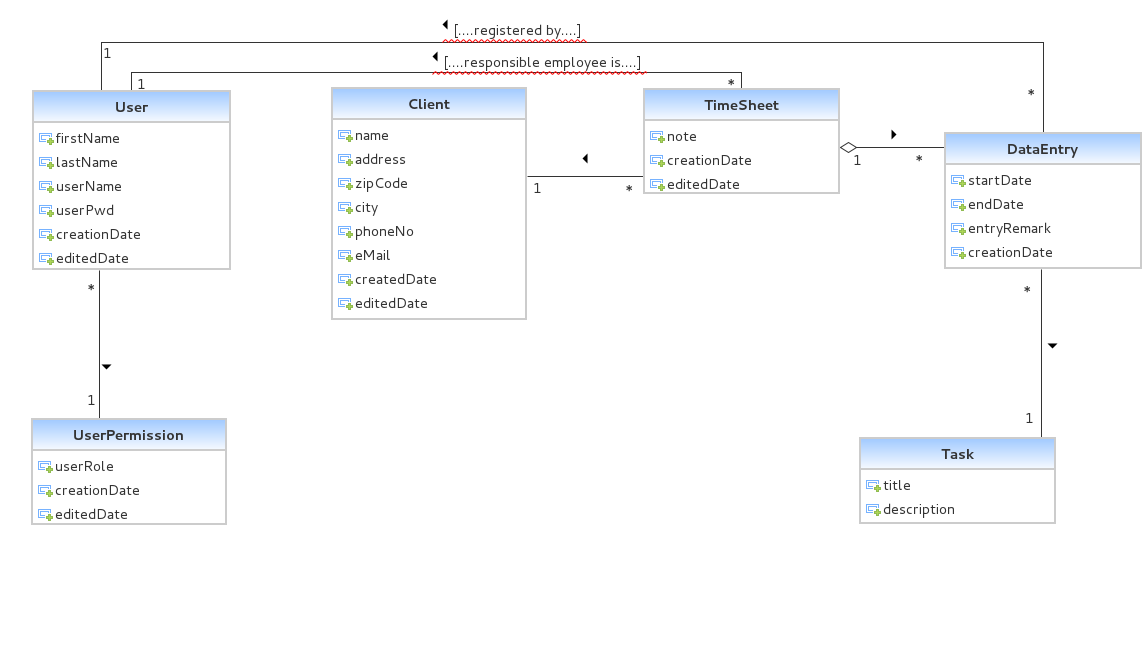 [....registered by....]
1
[....responsible employee is....]
1
*
*
User
firstName
lastName
userName
userPwd
creationDate
editedDate
Client
name
address
zipCode
city
phoneNo
eMail
createdDate
editedDate
1
*
TimeSheet
note
creationDate
editedDate
1
*
DataEntry
startDate
endDate
entryRemark
creationDate
*
1
UserPermission
userRole
creationDate
editedDate
*
1
Task
title
description